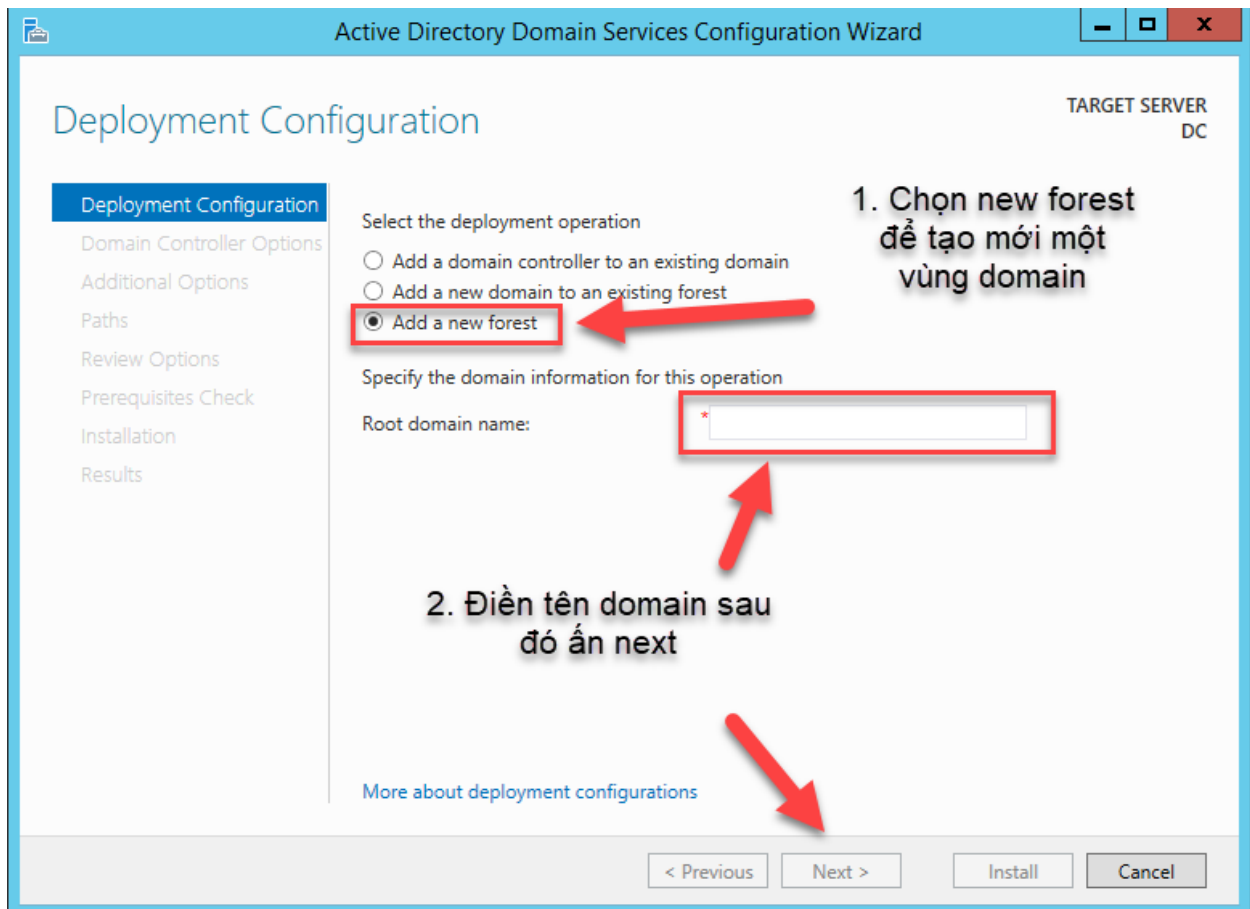 Active Directory Domain Services Configuration Wizard
Deployment Configuration
TARGET SERVER
DC
Deployment Configuration
Domain Controller Options
Additional Options
Paths
Review Options
Prerequisites Check
Installation
Results
Select the deployment operation
Add a domain controller to an existing domain
Add a new domain to an existing forest
Add a new forest
1. Chọn new forest
để tạo mới một
vùng domain
Specify the domain information for this operation
Root domain name:
*
2. Điền tên domain sau
đó ấn next
More about deployment configurations
< Previous
Next >
Install
Cancel